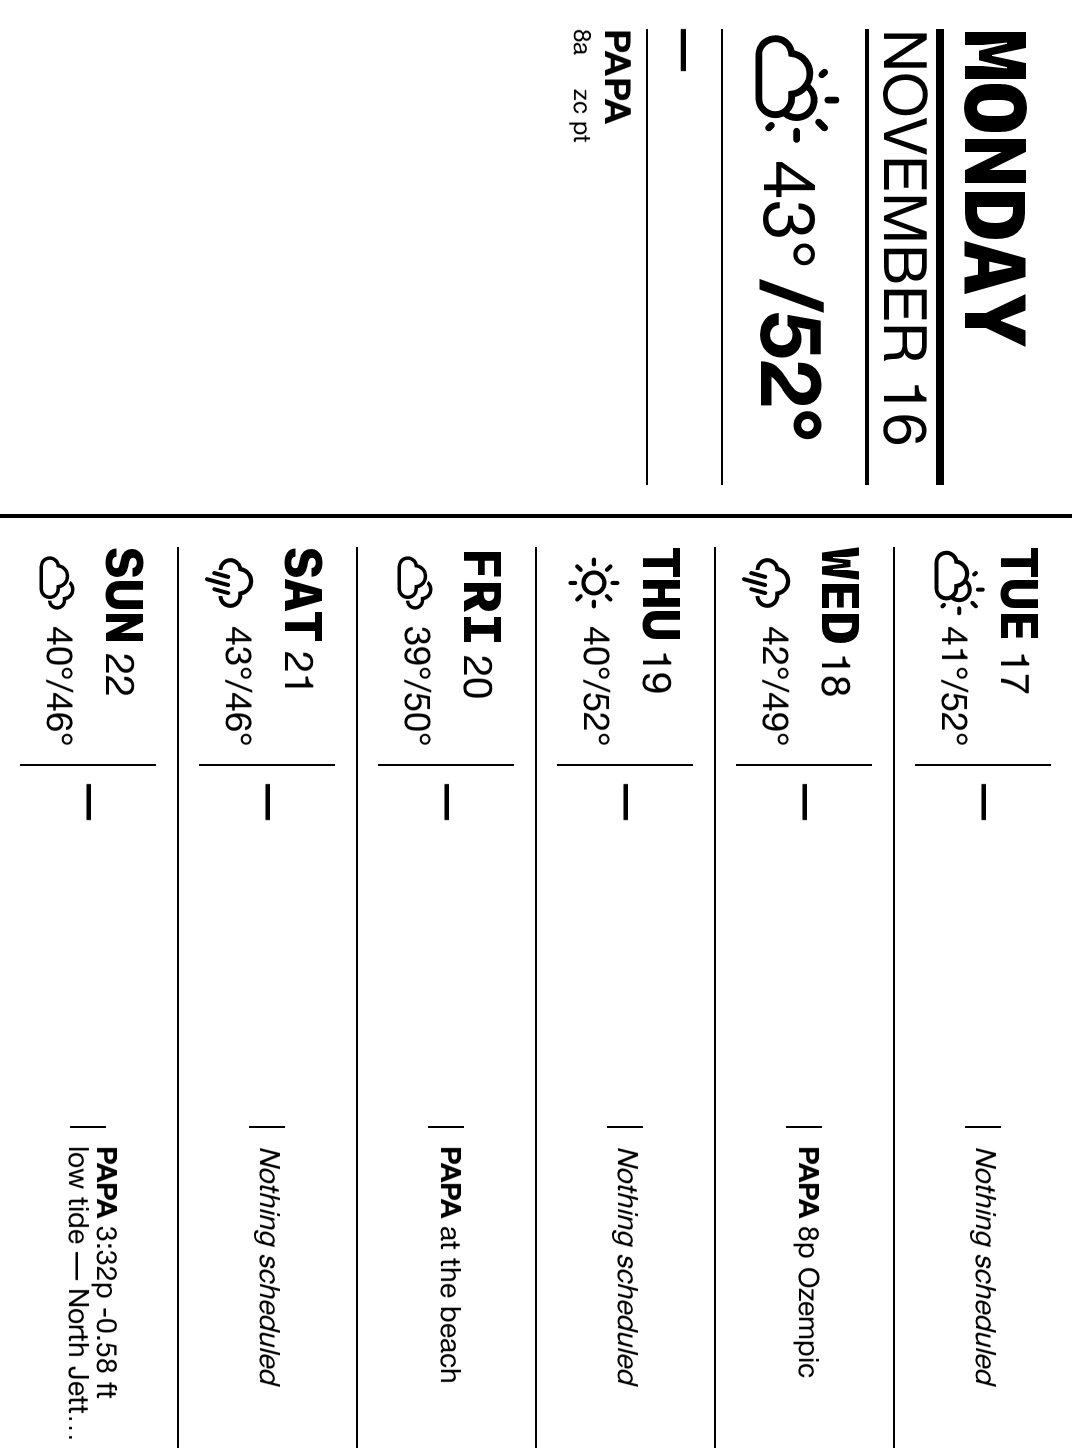 MONDAY
NOVEMBER 16
43° /52°
—
PAPA
8a zc pt
TUE 17
41°/52°
—
Nothing scheduled
WED 18
42°/49°
—
PAPA 8p Ozempic
THU 19
40°/52°
—
Nothing scheduled
FRI 20
39°/50°
—
PAPA at the beach
SAT 21
43°/46°
—
Nothing scheduled
SUN 22
40°/46°
—
PAPA 3:32p -0.58 ft
low tide — North Jett…